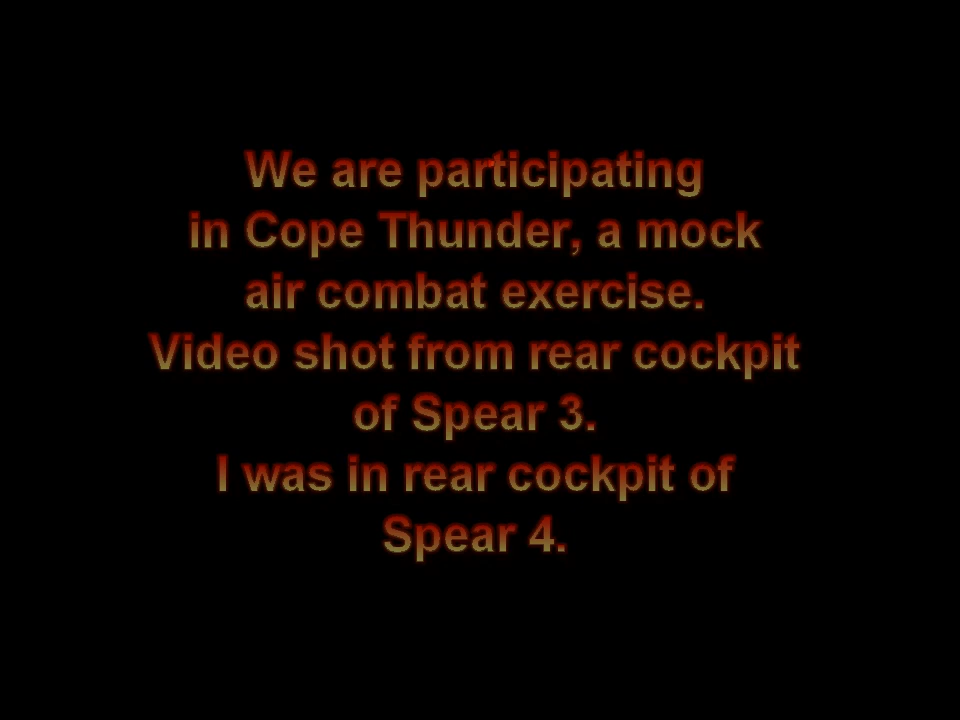 We are participating
in Cope Thunder, a mock
air combat exercise.
Video shot from rear cockpit
of Spear 3.
I was in rear cockpit of
Spear 4.